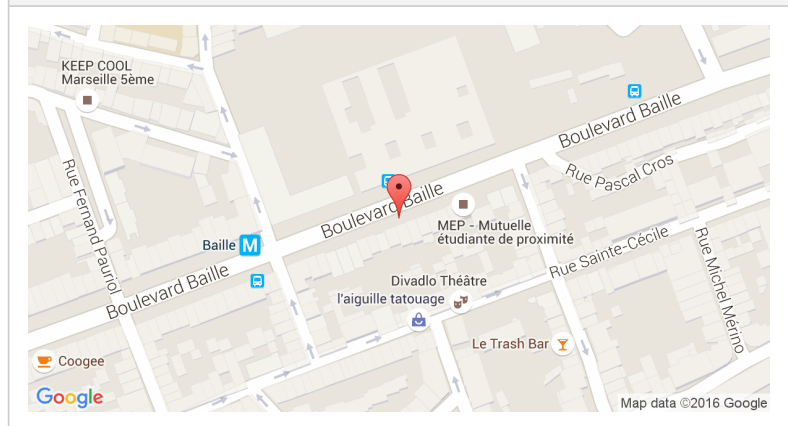 KEEP COOL
Marseille 5ème
Boulevard Baille
Rue Pascal Cros
Rue Fernand Pauriol
Boulevard Baille
MEP - Mutuelle
étudiante de proximité
Baille M
Rue Sainte-Cécile
Rue Michel Mérino
Boulevard Baille
Divadlo Théâtre
l'aiguille tatouage
Le Trash Bar
Coogee
Google
Map data ©2016 Google